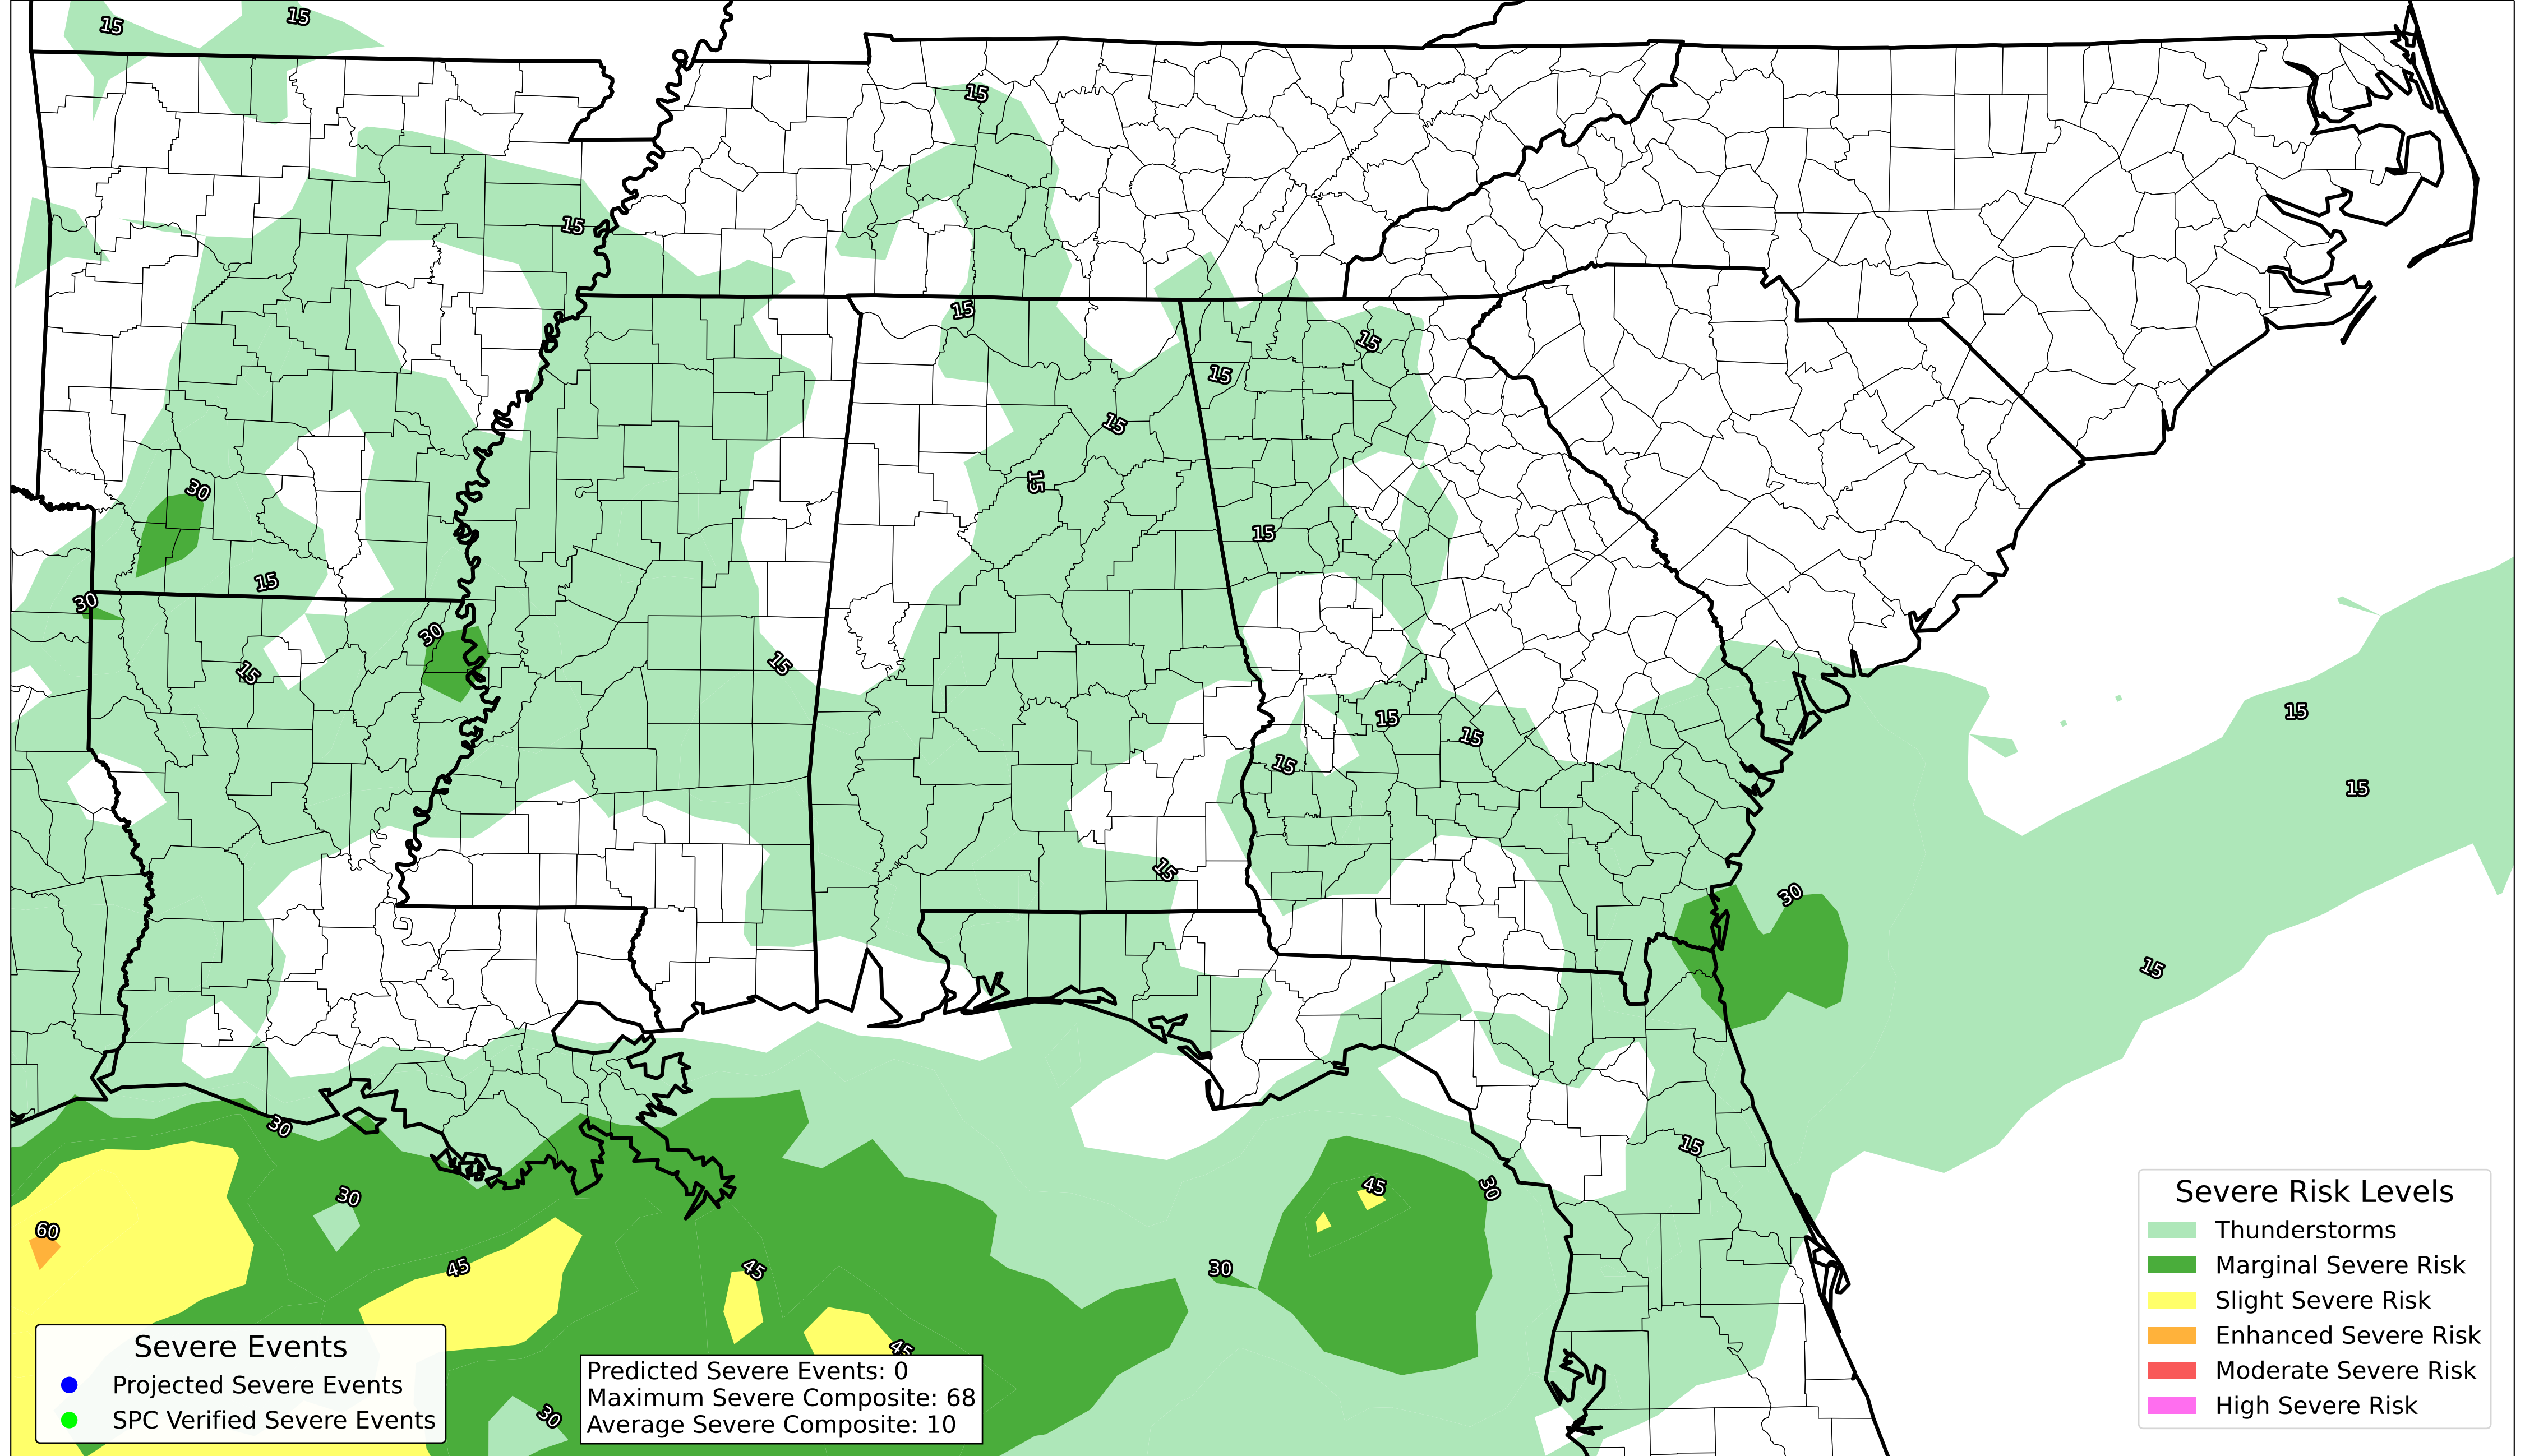 15
15
15
15
15
15
15
15
15
30
15
15
30
30
15
15
15
15
15
15
15
15
30
15
30
15
30
30
45
60
45
45
30
45
30
Severe Risk Levels
Thunderstorms
Marginal Severe Risk
Slight Severe Risk
Enhanced Severe Risk
Moderate Severe Risk
High Severe Risk
Severe Events
Projected Severe Events
SPC Verified Severe Events
Predicted Severe Events: 0
Maximum Severe Composite: 68
Average Severe Composite: 10